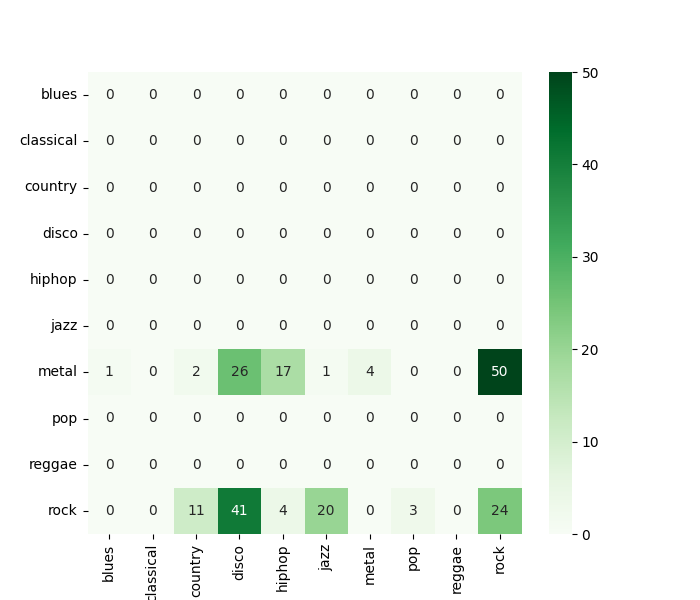 blues 0 0 0 0 0 0 0 0 0 0
classical 0 0 0 0 0 0 0 0 0 0
country 0 0 0 0 0 0 0 0 0 0
disco 0 0 0 0 0 0 0 0 0 0
hiphop 0 0 0 0 0 0 0 0 0 0
jazz 0 0 0 0 0 0 0 0 0 0
metal 1 0 2 26 17 1 4 0 0 50
pop 0 0 0 0 0 0 0 0 0 0
reggae 0 0 0 0 0 0 0 0 0 0
rock 0 0 11 41 4 20 0 3 0 24
blues
classical
country
disco
hiphop
jazz
metal
pop
reggae
rock
50
40
30
20
10
0